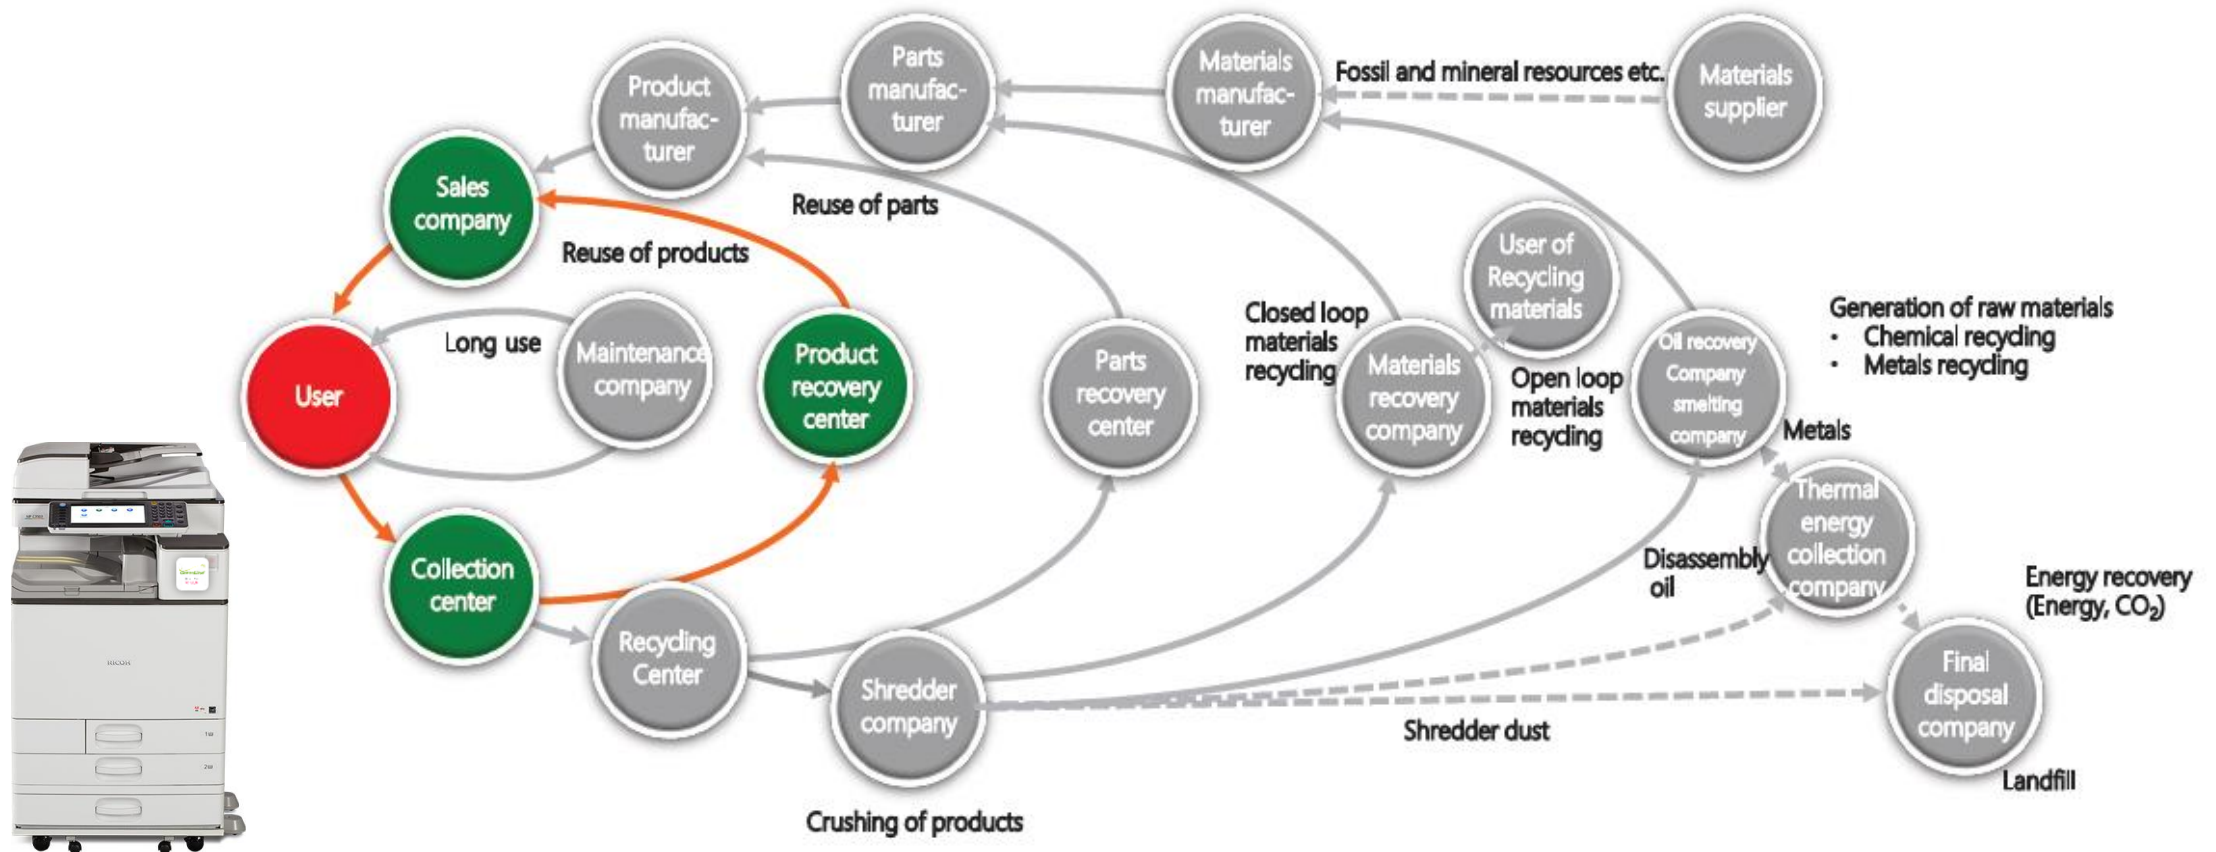 Product
manufac-
turer
Parts
manufac-
turer
Materials
manufac-
turer
Fossil and mineral resources etc.
Materials
supplier
Sales
company
Reuse of parts
Reuse of products
User of
Recycling
materials
Long use
Maintenance
company
User
Product
recovery
center
Parts
recovery
center
Closed loop
materials
recycling
Materials
recovery
company
Open loop
materials
recycling
Oil recovery
Company
smelting
company
Generation of raw materials
• Chemical recycling
• Metals recycling
Metals
Thermal
energy
collection
company
Disassembly
oil
Energy recovery
(Energy, CO₂)
Collection
center
Recycling
Center
Shredder
company
Final
disposal
company
Shredder dust
Landfill
Crushing of products
RICOH